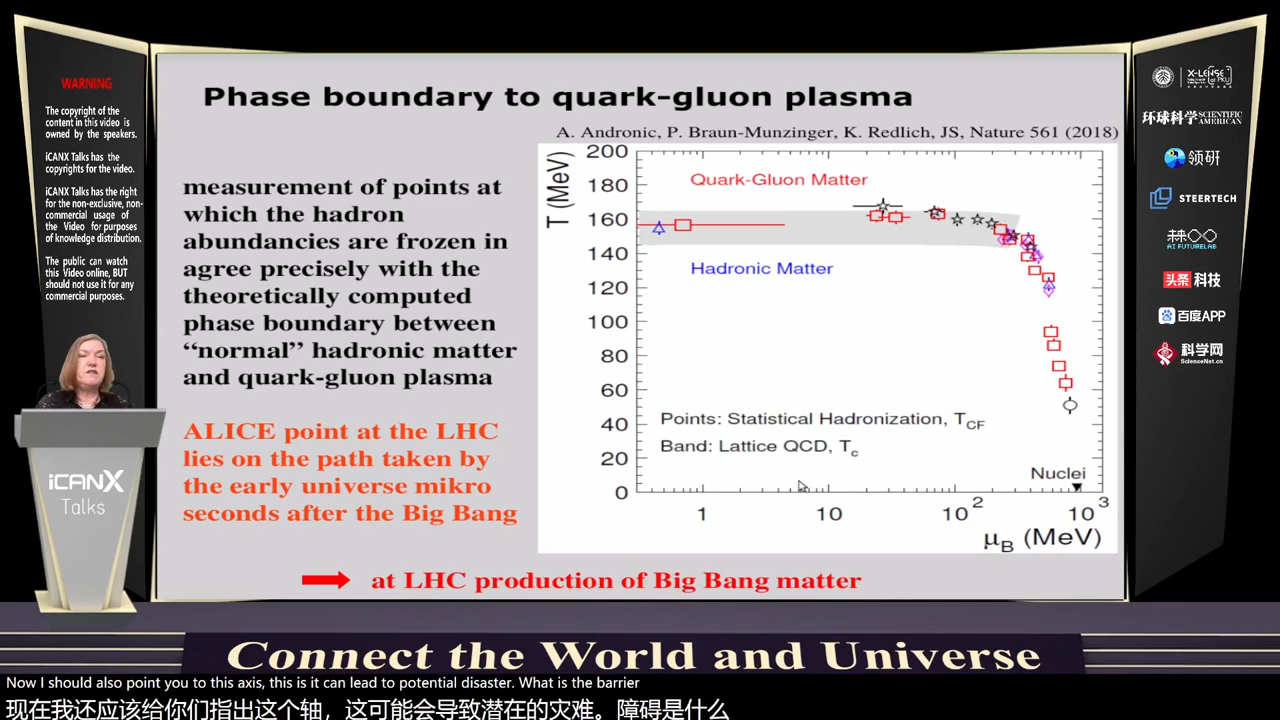 WARNING
The copyright of the
content in this video is
owned by the speakers.
iCANX Talks has the
copyrights for the video.
iCANX Talks has the right
for the non-exclusive, non-
commercial usage of
the Video for purposes
of knowledge distribution.
The public can watch
this Video online, BUT
should not use it for any
commercial purposes.
iCANX
Talks
Phase boundary to quark-gluon plasma
A. Andronic, P. Braun-Munzinger, K. Redlich, JS, Nature 561 (2018)
measurement of points at
which the hadron
abundancies are frozen in
agree precisely with the
theoretically computed
phase boundary between
“normal” hadronic matter
and quark-gluon plasma
ALICE point at the LHC
lies on the path taken by
the early universe mikro
seconds after the Big Bang
T (MeV)
200
180
160
140
120
100
80
60
40
20
0
Quark-Gluon Matter
Hadronic Matter
Points: Statistical Hadronization, T_CF
Band: Lattice QCD, T_c
Nuclei
1 10 10² 10³
μ_B (MeV)
at LHC production of Big Bang matter
X-LENSE
环球科学 SCIENTIFIC AMERICAN
领研
STEERTECH
AI FUTURELAB
头条 科技
百度APP
科学网
ScienceNet.cn
Connect the World and Universe
Now I should also point you to this axis, this is it can lead to potential disaster. What is the barrier
现在我还应该给你们指出这个轴，这可能会导致潜在的灾难。障碍是什么